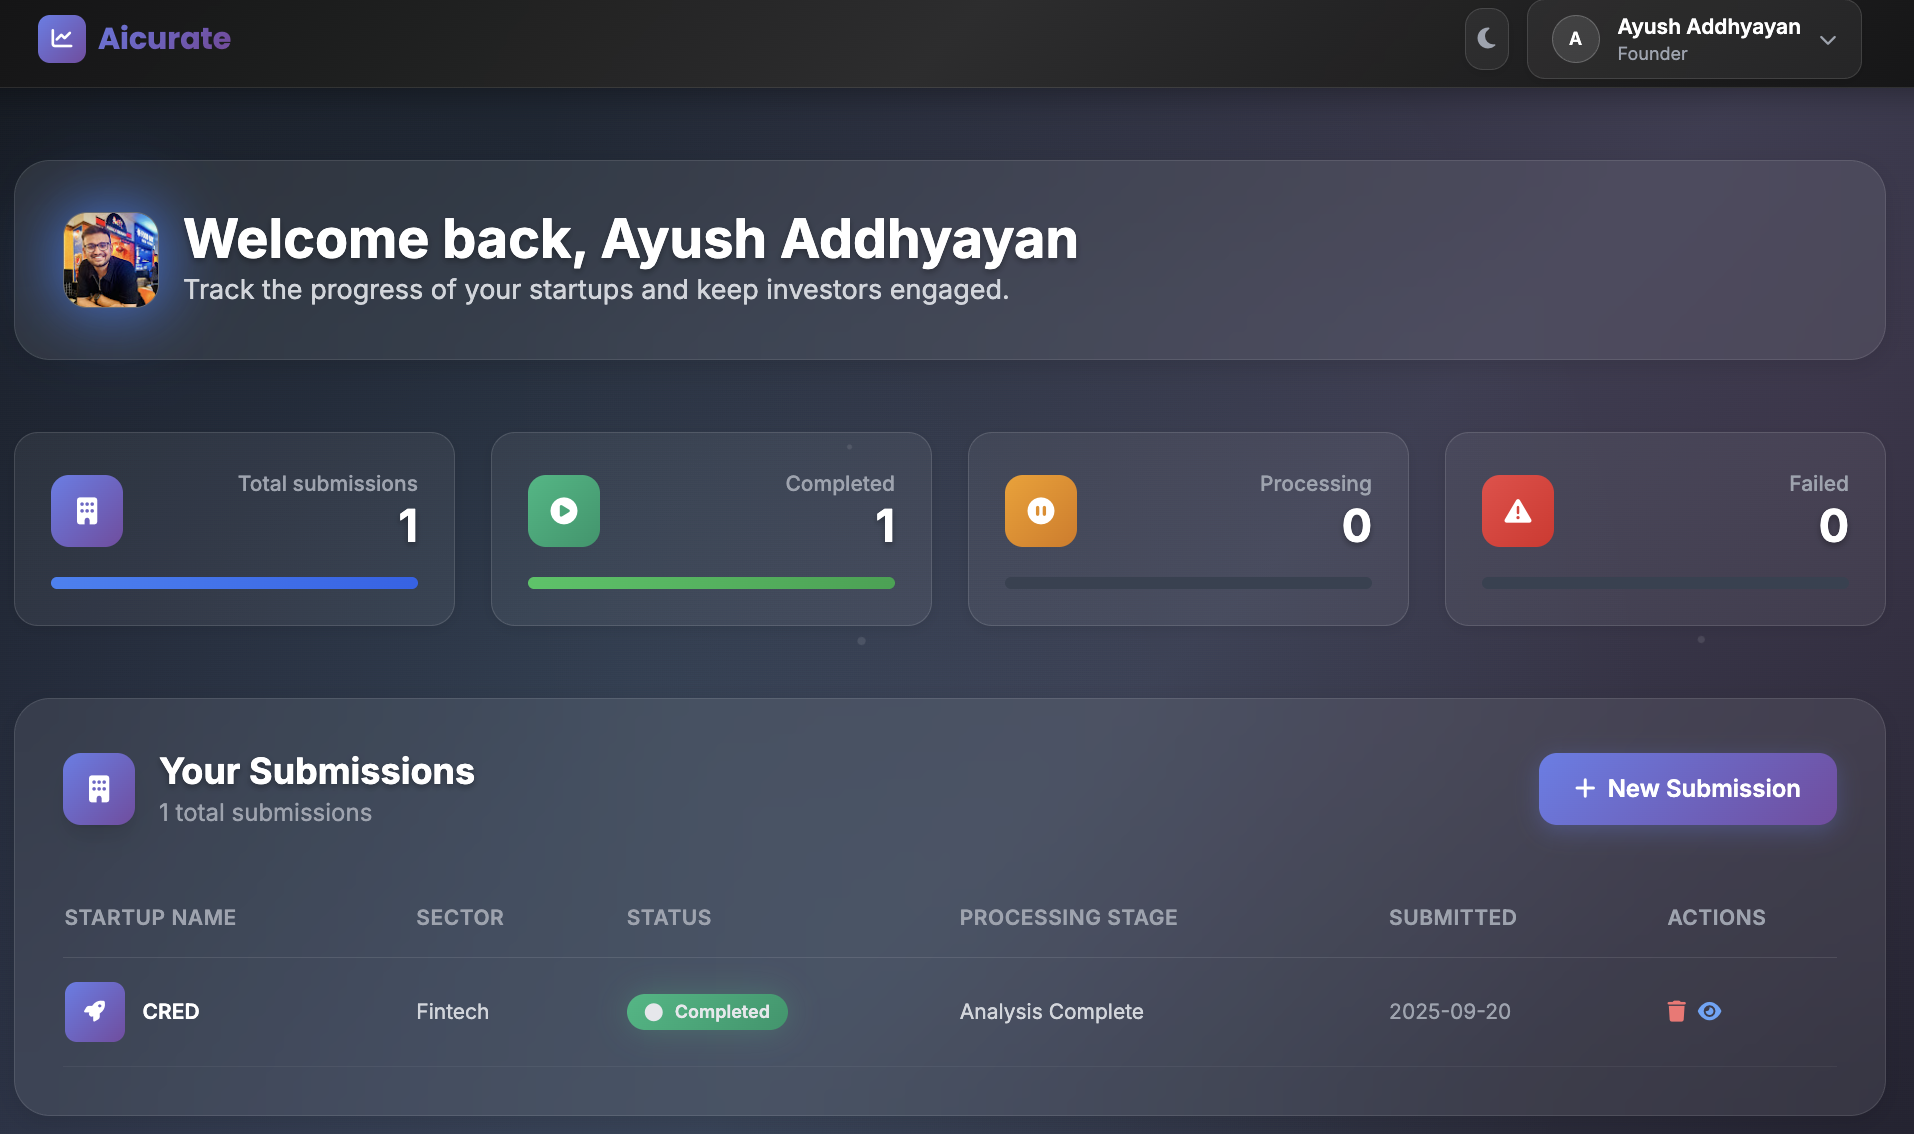 Aicurate
A
Ayush Addhyayan
Founder
Welcome back, Ayush Addhyayan
Track the progress of your startups and keep investors engaged.
Total submissions
1
Completed
1
Processing
0
Failed
0
Your Submissions
1 total submissions
+ New Submission
STARTUP NAME SECTOR STATUS PROCESSING STAGE SUBMITTED ACTIONS
CRED Fintech Completed Analysis Complete 2025-09-20